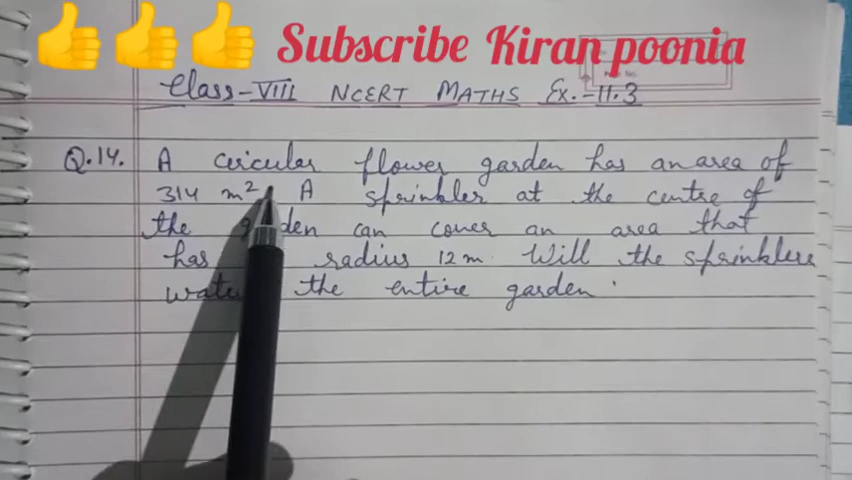 Subscribe Kiran poonia
Class-VIII NCERT MATHS Ex.-11.3
Q.14. A circular flower garden has an area of
314 m². A sprinkler at the centre of
the den can cover an area that
has radius 12 m. Will the sprinkler
water the entire garden.